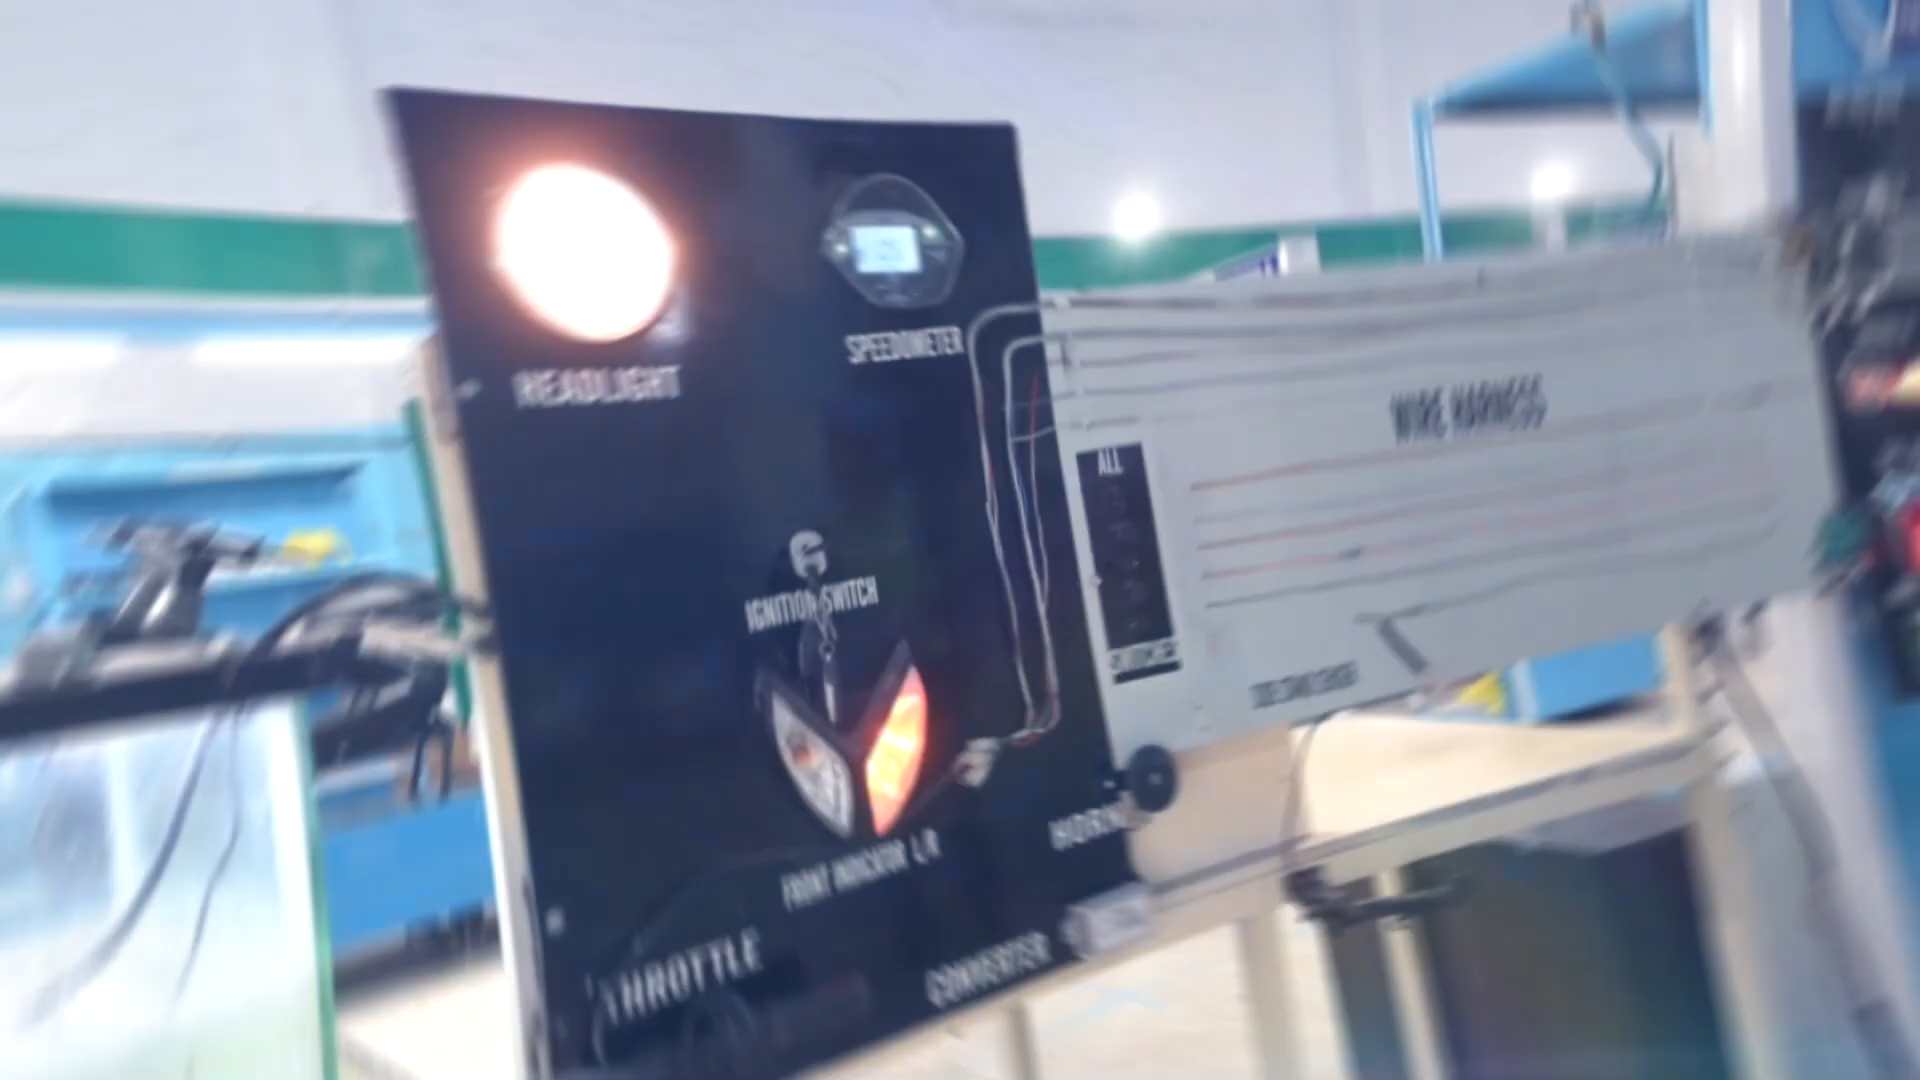 HEADLIGHT
SPEEDOMETER
WIRE HARNESS
ALL
IGNITION SWITCH
FRONT INDICATOR L/R
HORN
THROTTLE
CONVERTER